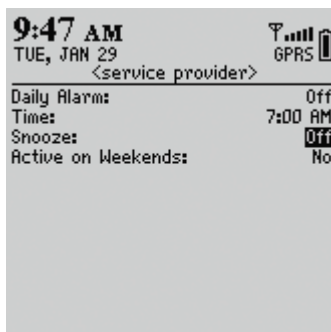 9:47 AM
TUE, JAN 29 GPRS
<service provider>
Daily Alarm: Off
Time: 7:00 AM
Snooze: Off
Active on Weekends: No